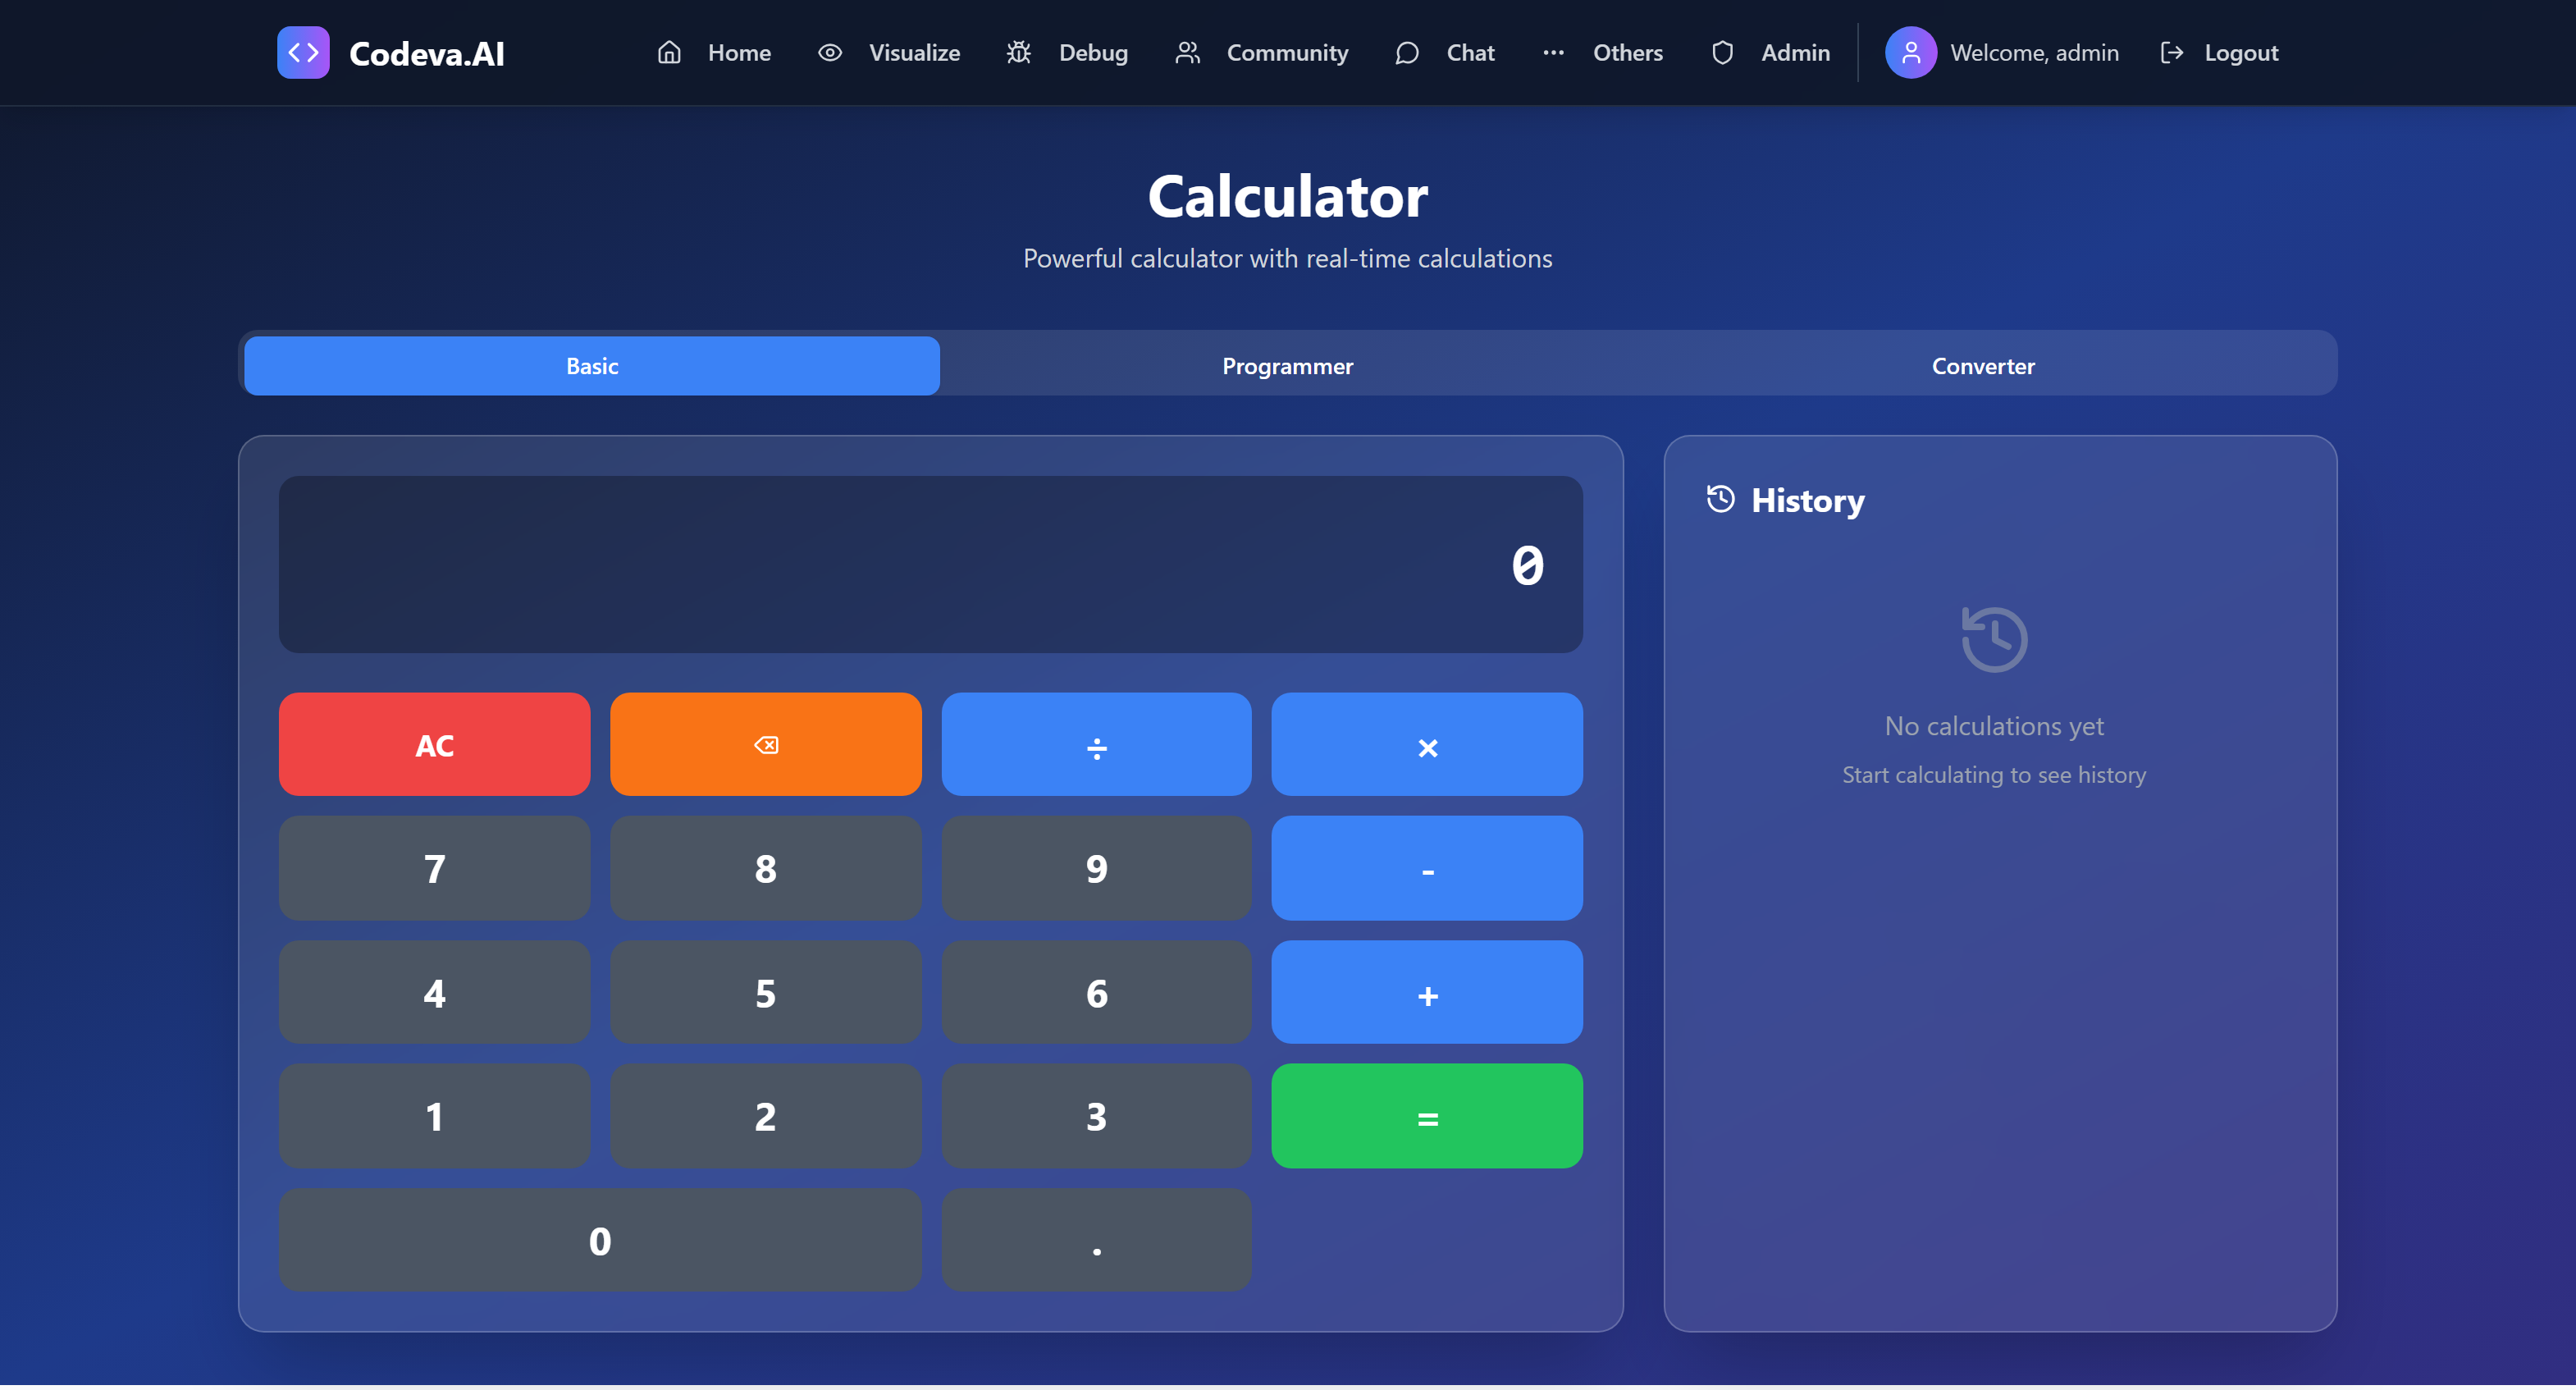 Codeva.AI Home Visualize Debug Community Chat Others Admin Welcome, admin Logout
Calculator
Powerful calculator with real-time calculations
Basic Programmer Converter
0
AC ÷ ×
7 8 9 -
4 5 6 +
1 2 3 =
0 .
History
No calculations yet
Start calculating to see history